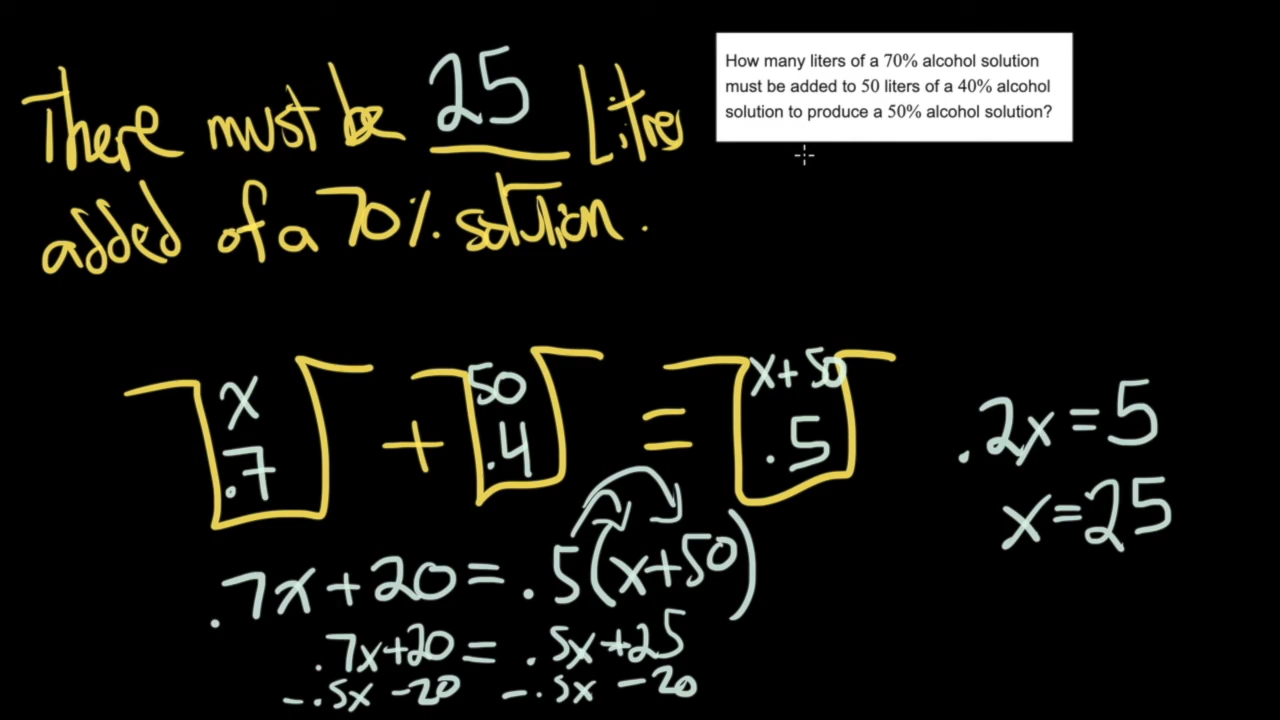 There must be 25 Litres
added of a 70% solution.
How many liters of a 70% alcohol solution
must be added to 50 liters of a 40% alcohol
solution to produce a 50% alcohol solution?
x 50 x+50
.7 + .4 = .5
.7x+20=.5(x+50)
.7x+20=.5x+25
-.5x -20 -.5x -20
.2x=5
x=25